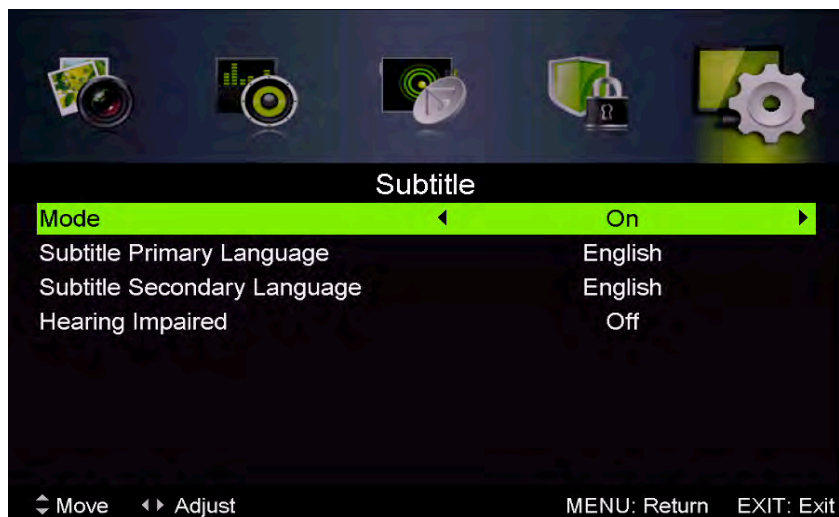 Subtitle
Mode On
Subtitle Primary Language English
Subtitle Secondary Language English
Hearing Impaired Off
Move Adjust MENU: Return EXIT: Exit